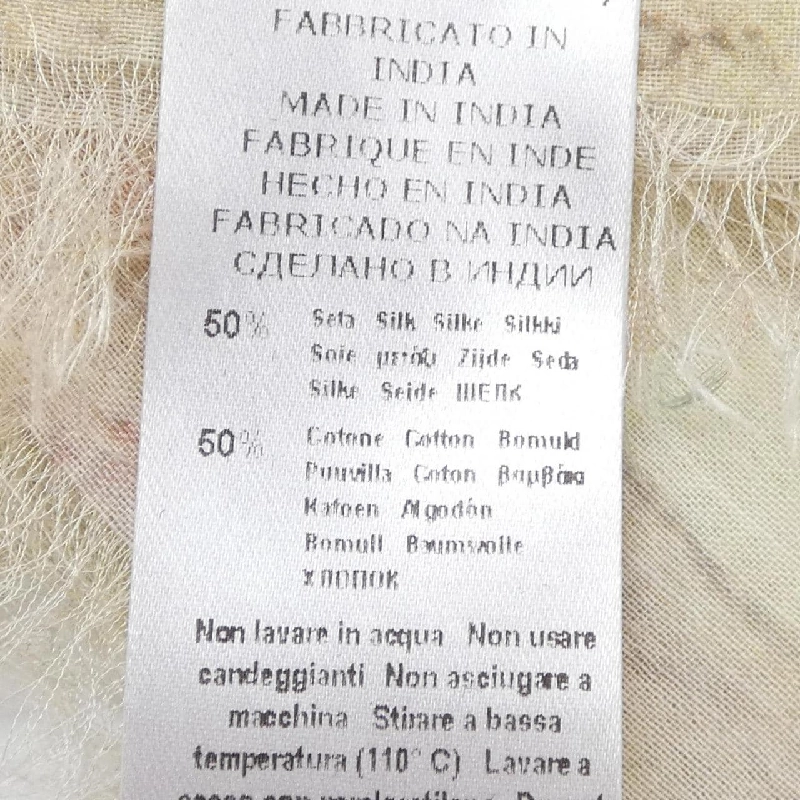 FABBRICATO IN
INDIA
MADE IN INDIA
FABRIQUE EN INDE
HECHO EN INDIA
FABRICADO NA INDIA
СДЕЛАНО В ИНДИИ
50% Seta Silk Silke Silkki
Soie μετάξι Zijde Seda
Silke Seide ШЕЛК
50% Cotone Cotton Bomuld
Puuvilla Coton βαμβάκι
Katoen Algodón
Bomull Baumwolle
ХЛОПОК
Non lavare in acqua Non usare
candeggianti Non asciugare a
macchina Stirare a bassa
temperatura (110° C) Lavare a